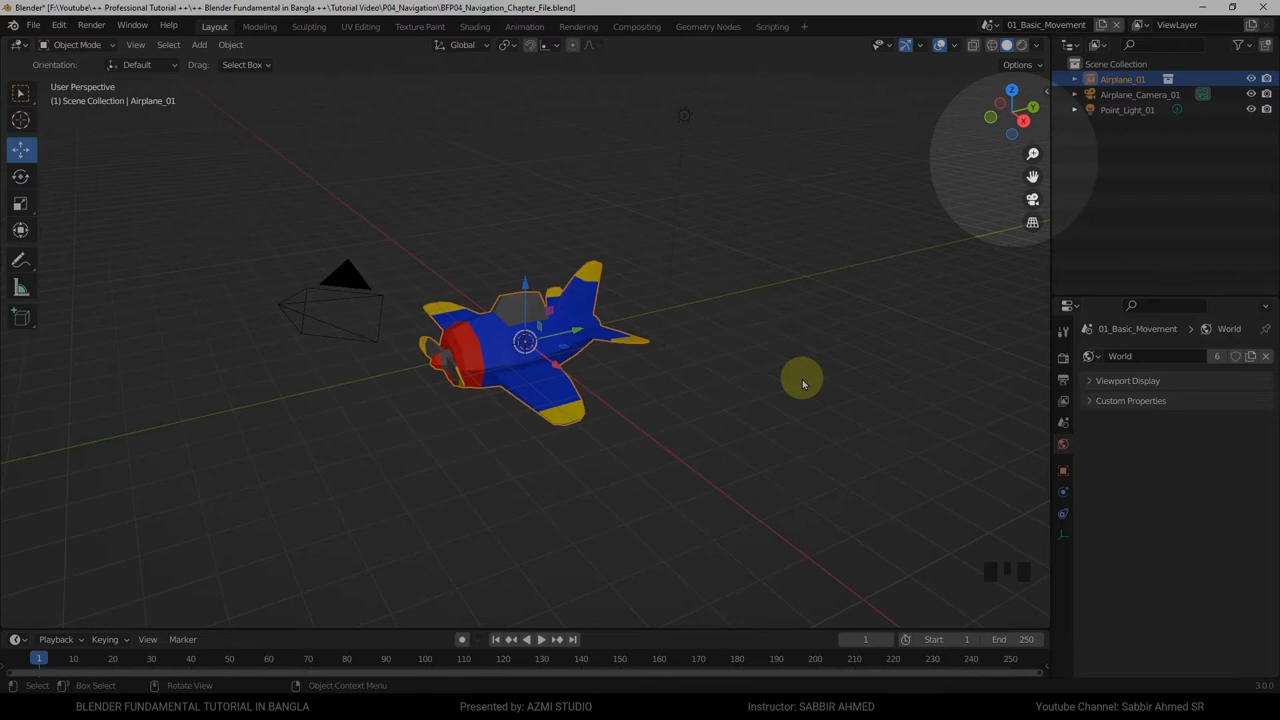 Blender* [F:\Youtube\++ Professional Tutorial ++\++ Blender Fundamental in Bangla ++\Tutorial Video\P04_Navigation\BFP04_Navigation_Chapter_File.blend]
File Edit Render Window Help Layout Modeling Sculpting UV Editing Texture Paint Shading Animation Rendering Compositing Geometry Nodes Scripting + 01_Basic_Movement ViewLayer
Object Mode View Select Add Object Global
Orientation: Default Drag: Select Box Options
User Perspective
(1) Scene Collection | Airplane_01
Z
Y
X
Scene Collection
Airplane_01
Airplane_Camera_01
Point_Light_01
01_Basic_Movement World
World 6
Viewport Display
Custom Properties
Playback Keying View Marker 1 Start 1 End 250
1 10 20 30 40 50 60 70 80 90 100 110 120 130 140 150 160 170 180 190 200 210 220 230 240 250
Select Box Select Rotate View Object Context Menu 3.0.0
BLENDER FUNDAMENTAL TUTORIAL IN BANGLA Presented by: AZMI STUDIO Instructor: SABBIR AHMED Youtube Channel: Sabbir Ahmed SR